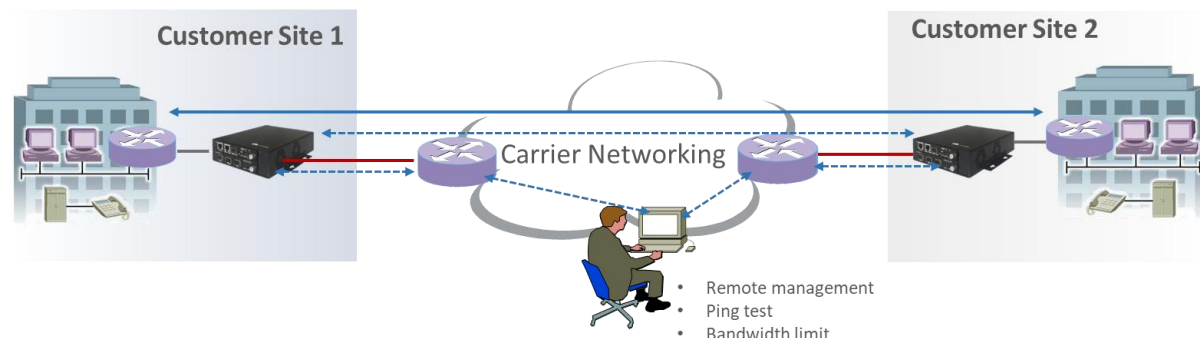 Customer Site 1
Customer Site 2
Carrier Networking
• Remote management
• Ping test
• Bandwidth limit